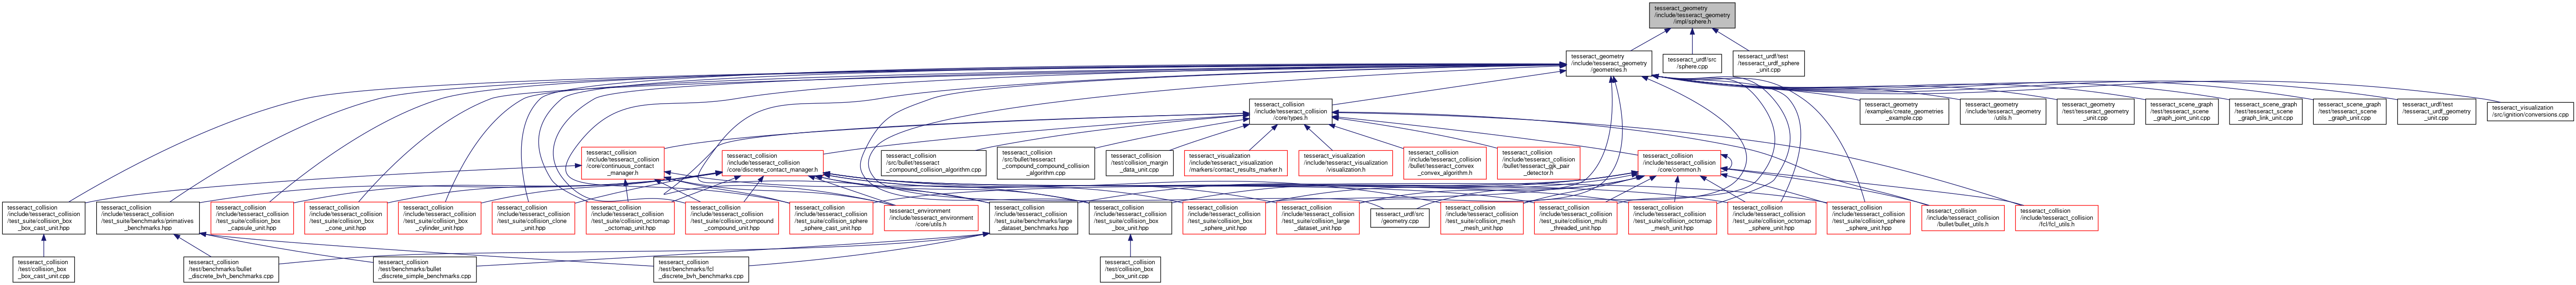 tesseract_geometry
/include/tesseract_geometry
/impl/sphere.h
tesseract_geometry
/include/tesseract_geometry
/geometries.h
tesseract_urdf/src
/sphere.cpp
tesseract_urdf/test
/tesseract_urdf_sphere
_unit.cpp
tesseract_collision
/include/tesseract_collision
/core/types.h
tesseract_geometry
/examples/create_geometries
_example.cpp
tesseract_geometry
/include/tesseract_geometry
/utils.h
tesseract_geometry
/test/tesseract_geometry
_unit.cpp
tesseract_scene_graph
/test/tesseract_scene
_graph_joint_unit.cpp
tesseract_scene_graph
/test/tesseract_scene
_graph_link_unit.cpp
tesseract_scene_graph
/test/tesseract_scene
_graph_unit.cpp
tesseract_urdf/test
/tesseract_urdf_geometry
_unit.cpp
tesseract_visualization
/src/ignition/conversions.cpp
tesseract_collision
/include/tesseract_collision
/core/continuous_contact
_manager.h
tesseract_collision
/include/tesseract_collision
/core/discrete_contact_manager.h
tesseract_collision
/src/bullet/tesseract
_compound_collision_algorithm.cpp
tesseract_collision
/src/bullet/tesseract
_compound_compound_collision
_algorithm.cpp
tesseract_collision
/test/collision_margin
_data_unit.cpp
tesseract_visualization
/include/tesseract_visualization
/markers/contact_results_marker.h
tesseract_visualization
/include/tesseract_visualization
/visualization.h
tesseract_collision
/include/tesseract_collision
/bullet/tesseract_convex
_convex_algorithm.h
tesseract_collision
/include/tesseract_collision
/bullet/tesseract_gjk_pair
_detector.h
tesseract_collision
/include/tesseract_collision
/core/common.h
tesseract_collision
/include/tesseract_collision
/test_suite/collision_box
_box_cast_unit.hpp
tesseract_collision
/include/tesseract_collision
/test_suite/benchmarks/primatives
_benchmarks.hpp
tesseract_collision
/include/tesseract_collision
/test_suite/collision_box
_capsule_unit.hpp
tesseract_collision
/include/tesseract_collision
/test_suite/collision_box
_cone_unit.hpp
tesseract_collision
/include/tesseract_collision
/test_suite/collision_box
_cylinder_unit.hpp
tesseract_collision
/include/tesseract_collision
/test_suite/collision_clone
_unit.hpp
tesseract_collision
/include/tesseract_collision
/test_suite/collision_octomap
_octomap_unit.hpp
tesseract_collision
/include/tesseract_collision
/test_suite/collision_compound
_compound_unit.hpp
tesseract_collision
/include/tesseract_collision
/test_suite/collision_sphere
_sphere_cast_unit.hpp
tesseract_environment
/include/tesseract_environment
/core/utils.h
tesseract_collision
/include/tesseract_collision
/test_suite/benchmarks/large
_dataset_benchmarks.hpp
tesseract_collision
/include/tesseract_collision
/test_suite/collision_box
_box_unit.hpp
tesseract_collision
/include/tesseract_collision
/test_suite/collision_box
_sphere_unit.hpp
tesseract_collision
/include/tesseract_collision
/test_suite/collision_large
_dataset_unit.hpp
tesseract_urdf/src
/geometry.cpp
tesseract_collision
/include/tesseract_collision
/test_suite/collision_mesh
_mesh_unit.hpp
tesseract_collision
/include/tesseract_collision
/test_suite/collision_multi
_threaded_unit.hpp
tesseract_collision
/include/tesseract_collision
/test_suite/collision_octomap
_mesh_unit.hpp
tesseract_collision
/include/tesseract_collision
/test_suite/collision_octomap
_sphere_unit.hpp
tesseract_collision
/include/tesseract_collision
/test_suite/collision_sphere
_sphere_unit.hpp
tesseract_collision
/include/tesseract_collision
/bullet/bullet_utils.h
tesseract_collision
/include/tesseract_collision
/fcl/fcl_utils.h
tesseract_collision
/test/collision_box
_box_cast_unit.cpp
tesseract_collision
/test/benchmarks/bullet
_discrete_bvh_benchmarks.cpp
tesseract_collision
/test/benchmarks/bullet
_discrete_simple_benchmarks.cpp
tesseract_collision
/test/benchmarks/fcl
_discrete_bvh_benchmarks.cpp
tesseract_collision
/test/collision_box
_box_unit.cpp